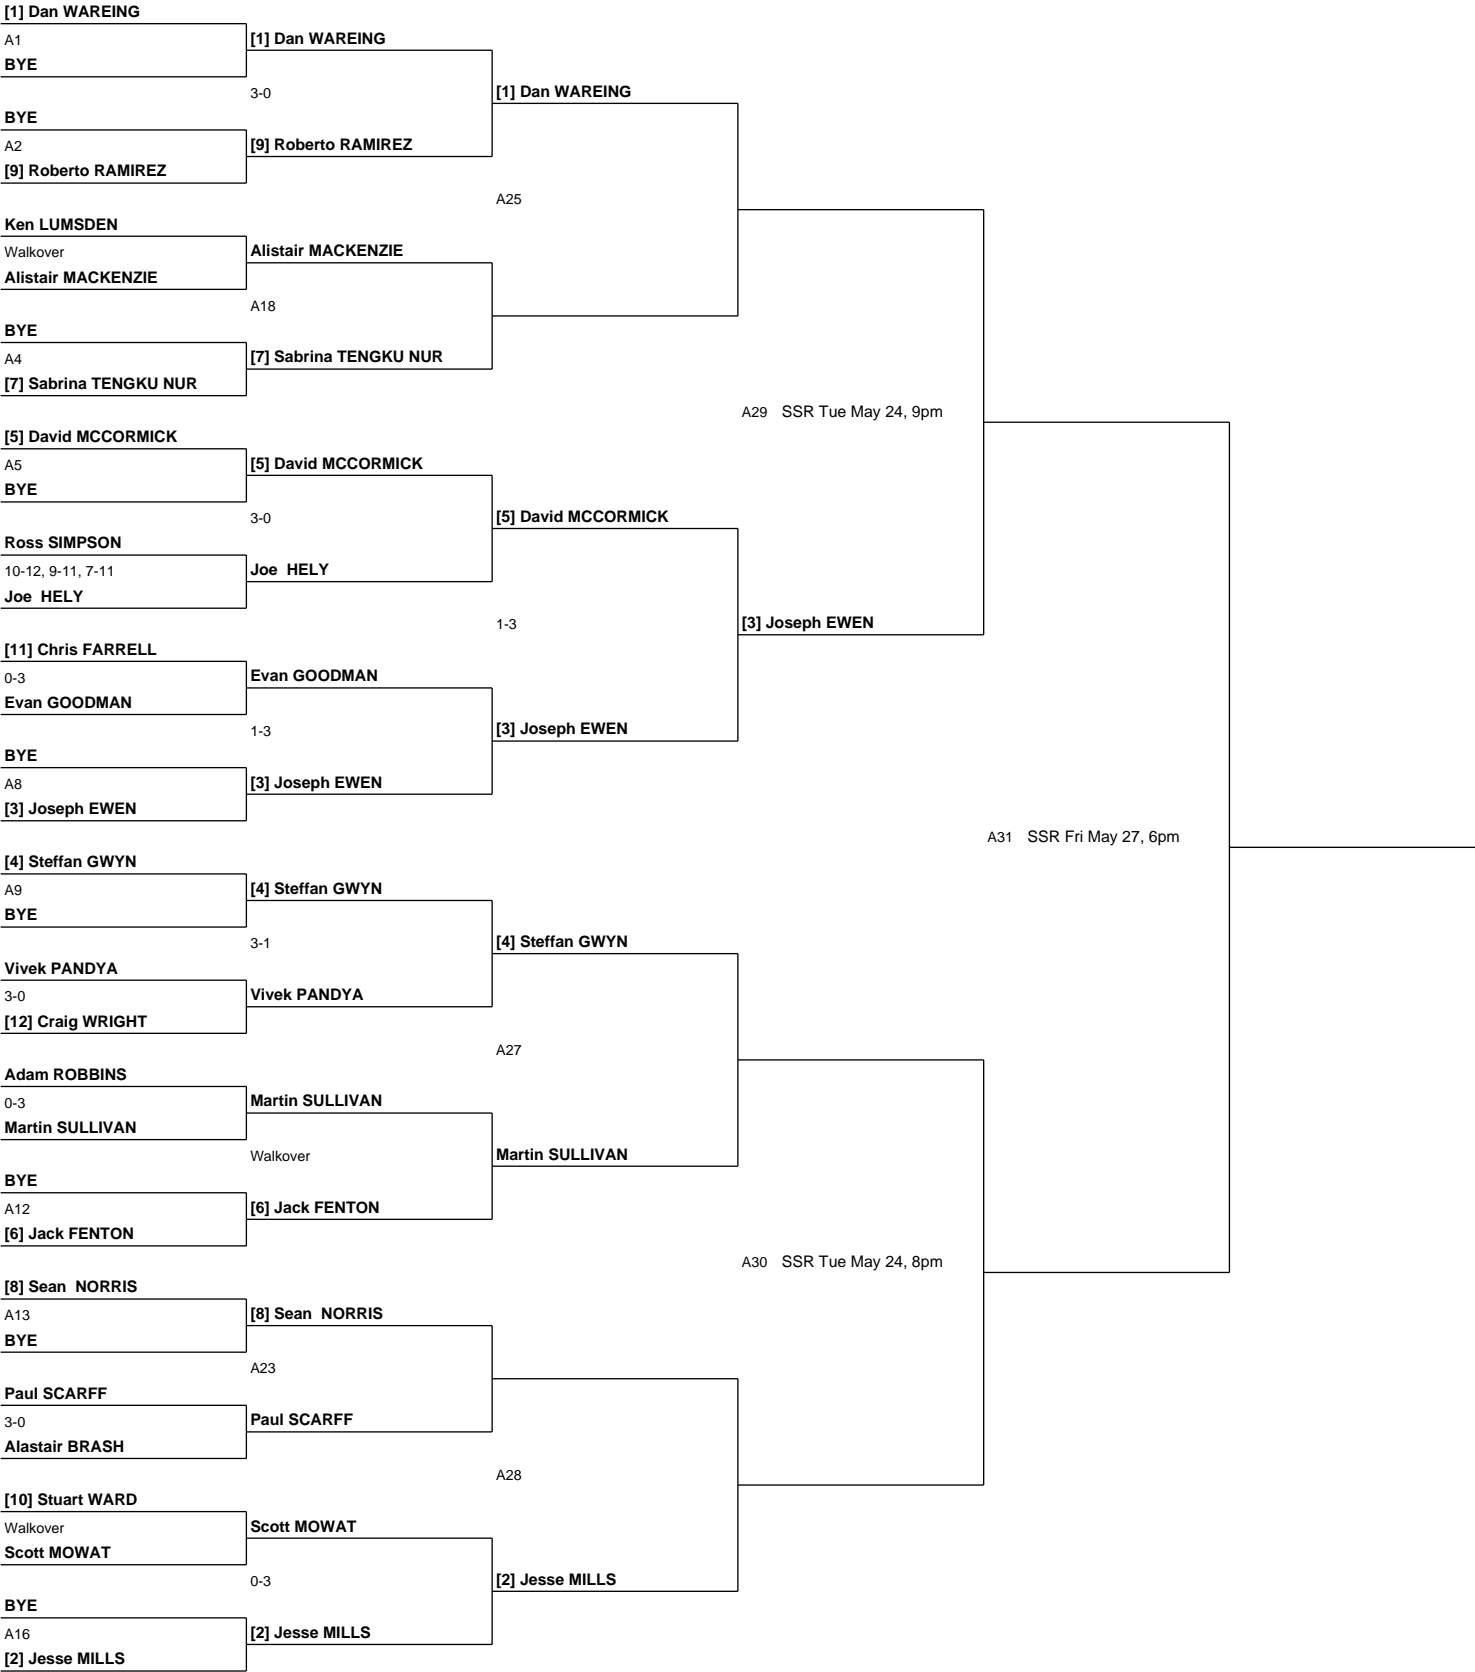 [1] Dan WAREING
A1
BYE
BYE
A2
[9] Roberto RAMIREZ
Ken LUMSDEN
Walkover
Alistair MACKENZIE
BYE
A4
[7] Sabrina TENGKU NUR
[5] David MCCORMICK
A5
BYE
Ross SIMPSON
10-12, 9-11, 7-11
Joe  HELY
[11] Chris FARRELL
0-3
Evan GOODMAN
BYE
A8
[3] Joseph EWEN
[4] Steffan GWYN
A9
BYE
Vivek PANDYA
3-0
[12] Craig WRIGHT
Adam ROBBINS
0-3
Martin SULLIVAN
BYE
A12
[6] Jack FENTON
[8] Sean  NORRIS
A13
BYE
Paul SCARFF
3-0
Alastair BRASH
[10] Stuart WARD
Walkover
Scott MOWAT
BYE
A16
[2] Jesse MILLS
[1] Dan WAREING
3-0
[9] Roberto RAMIREZ
Alistair MACKENZIE
A18
[7] Sabrina TENGKU NUR
[5] David MCCORMICK
3-0
Joe  HELY
Evan GOODMAN
1-3
[3] Joseph EWEN
[4] Steffan GWYN
3-1
Vivek PANDYA
Martin SULLIVAN
Walkover
[6] Jack FENTON
[8] Sean  NORRIS
A23
Paul SCARFF
Scott MOWAT
0-3
[2] Jesse MILLS
[1] Dan WAREING
A25
[5] David MCCORMICK
1-3
[3] Joseph EWEN
[4] Steffan GWYN
A27
Martin SULLIVAN
A28
[2] Jesse MILLS
A29 SSR Tue May 24, 9pm
[3] Joseph EWEN
A30 SSR Tue May 24, 8pm
A31 SSR Fri May 27, 6pm